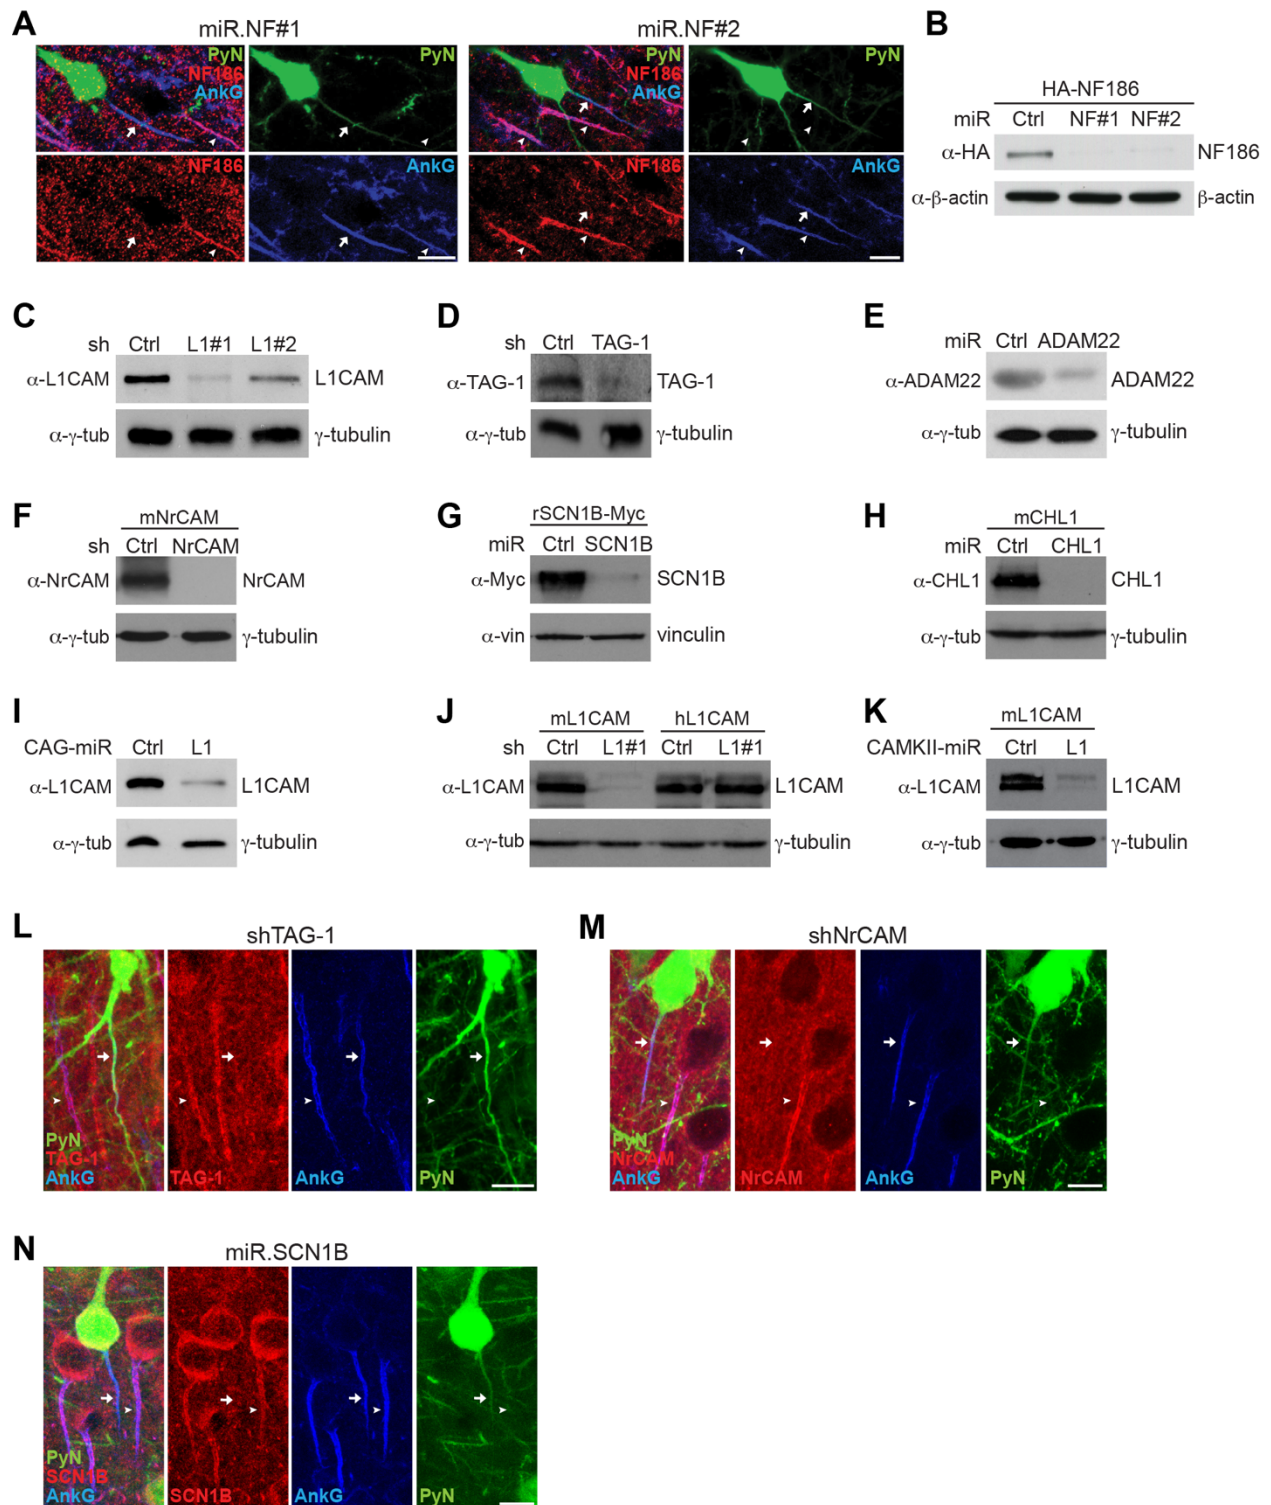 A
miR.NF#1
miR.NF#2
PyN
NF186
AnkG
PyN
PyN
NF186
AnkG
PyN
NF186
AnkG
NF186
AnkG
B
HA-NF186
miR Ctrl NF#1 NF#2
α-HA NF186
α-β-actin β-actin
C
sh Ctrl L1#1 L1#2
α-L1CAM L1CAM
α-γ-tub γ-tubulin
D
sh Ctrl TAG-1
α-TAG-1 TAG-1
α-γ-tub γ-tubulin
E
miR Ctrl ADAM22
α-ADAM22 ADAM22
α-γ-tub γ-tubulin
F
mNrCAM
sh Ctrl NrCAM
α-NrCAM NrCAM
α-γ-tub γ-tubulin
G
rSCN1B-Myc
miR Ctrl SCN1B
α-Myc SCN1B
α-vin vinculin
H
mCHL1
miR Ctrl CHL1
α-CHL1 CHL1
α-γ-tub γ-tubulin
I
CAG-miR Ctrl L1
α-L1CAM L1CAM
α-γ-tub γ-tubulin
J
mL1CAM hL1CAM
sh Ctrl L1#1 Ctrl L1#1
α-L1CAM L1CAM
α-γ-tub γ-tubulin
K
mL1CAM
CAMKII-miR Ctrl L1
α-L1CAM L1CAM
α-γ-tub γ-tubulin
L
shTAG-1
PyN
TAG-1
AnkG
TAG-1
AnkG
PyN
M
shNrCAM
PyN
NrCAM
AnkG
NrCAM
AnkG
PyN
N
miR.SCN1B
PyN
SCN1B
AnkG
SCN1B
AnkG
PyN